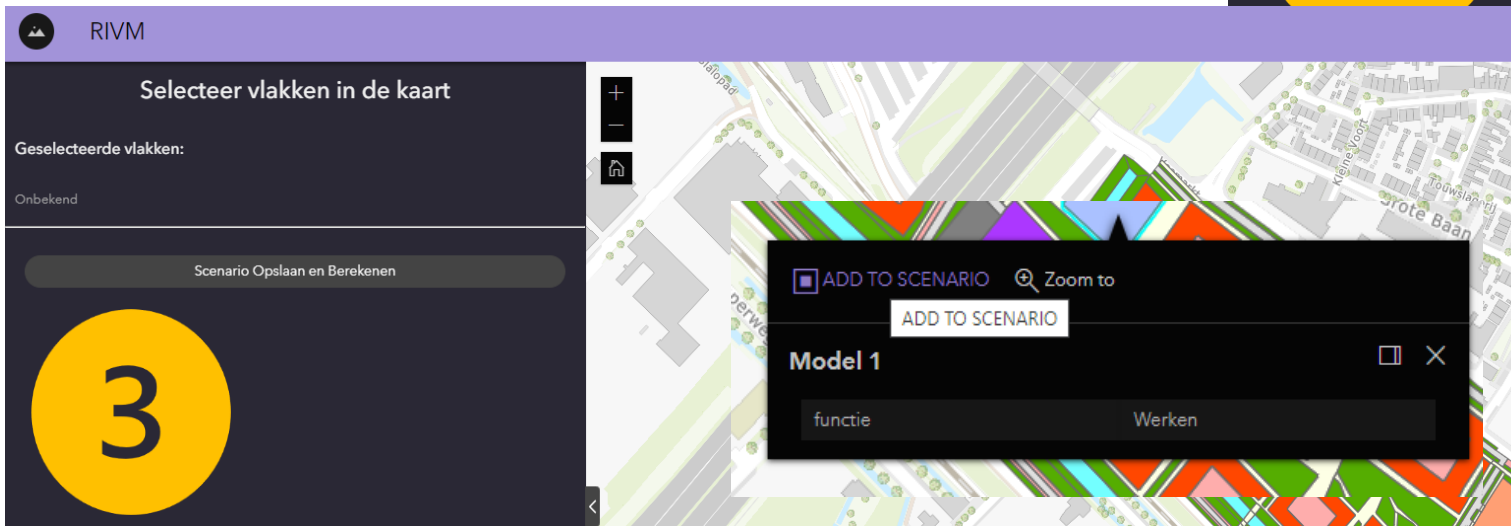 RIVM
Selecteer vlakken in de kaart
Geselecteerde vlakken:
Onbekend
Scenario Opslaan en Berekenen
3
Kleine Voort
Touwslagerij
Grote Baan
ADD TO SCENARIO
Zoom to
ADD TO SCENARIO
Model 1
functie
Werken